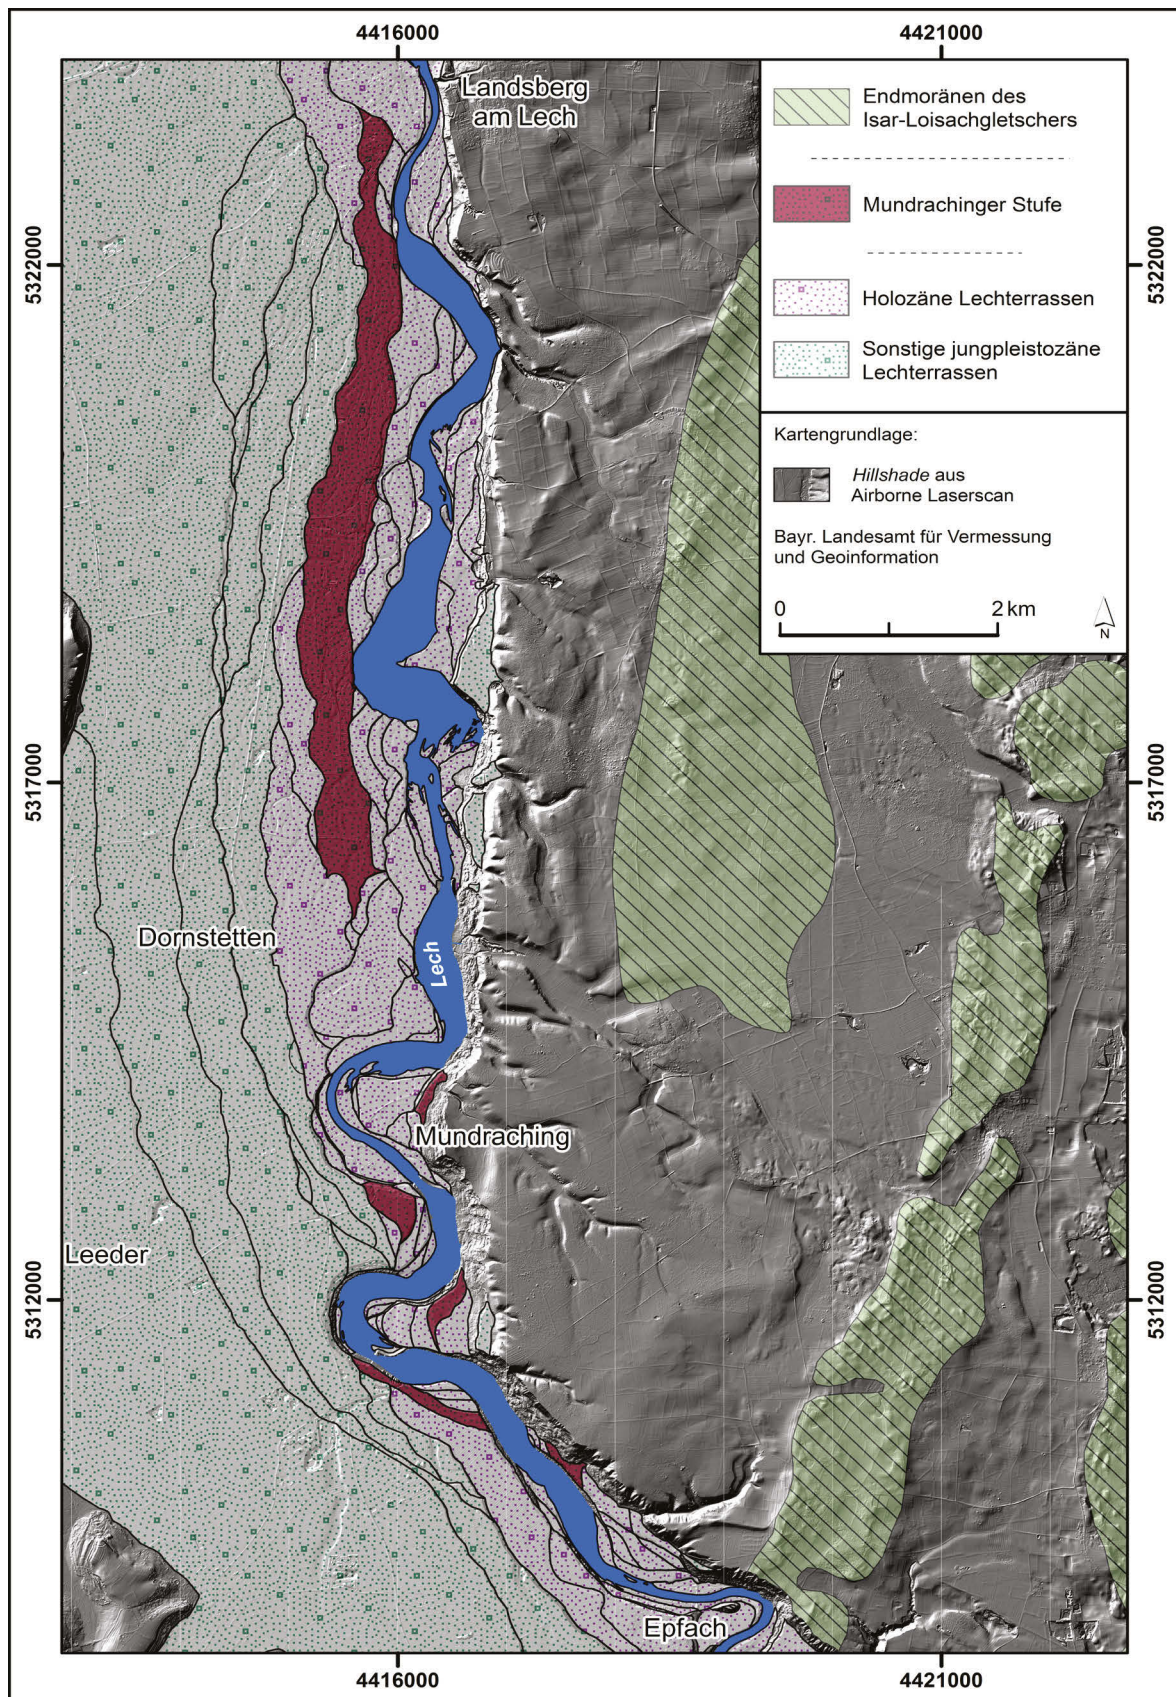 4416000
4421000
Landsberg
am Lech
Endmoränen des
Isar-Loisachgletschers
Mundrachinger Stufe
5322000
5322000
Holozäne Lechterrassen
Sonstige jungpleistozäne
Lechterrassen
Kartengrundlage:
Hillshade aus
Airborne Laserscan
Bayr. Landesamt für Vermessung
und Geoinformation
0
2 km
N
5317000
5317000
Dornstetten
Lech
Mundraching
Leeder
5312000
5312000
Epfach
4416000
4421000